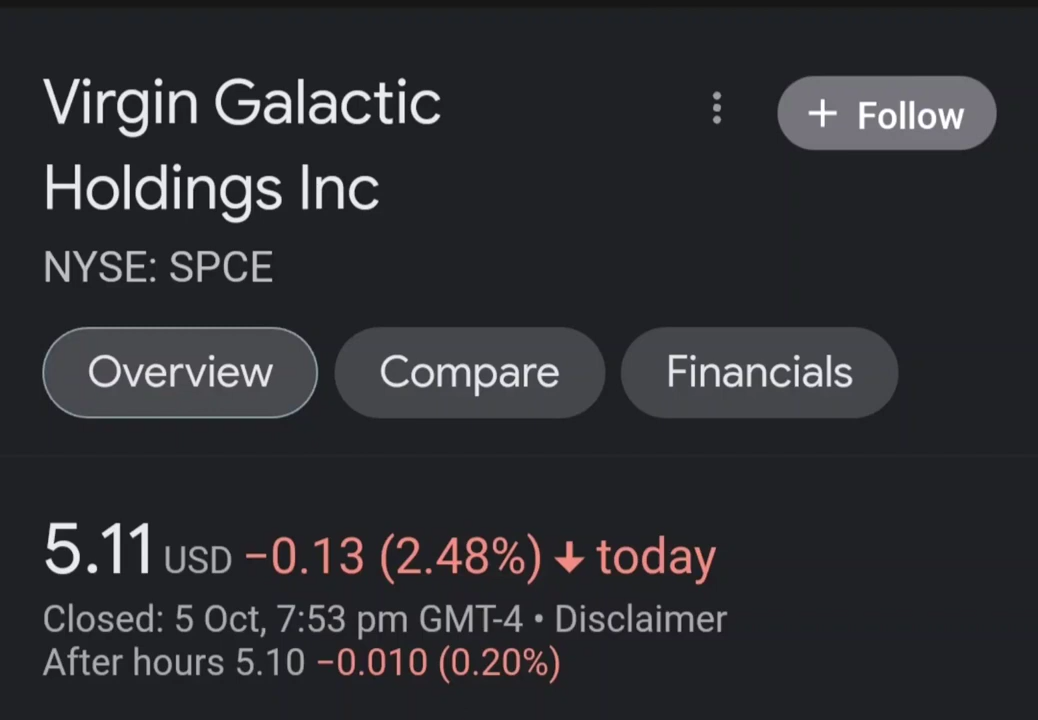 Virgin Galactic
Holdings Inc
+ Follow
NYSE: SPCE
Overview Compare Financials
5.11 USD −0.13 (2.48%) ↓ today
Closed: 5 Oct, 7:53 pm GMT-4 • Disclaimer
After hours 5.10 −0.010 (0.20%)